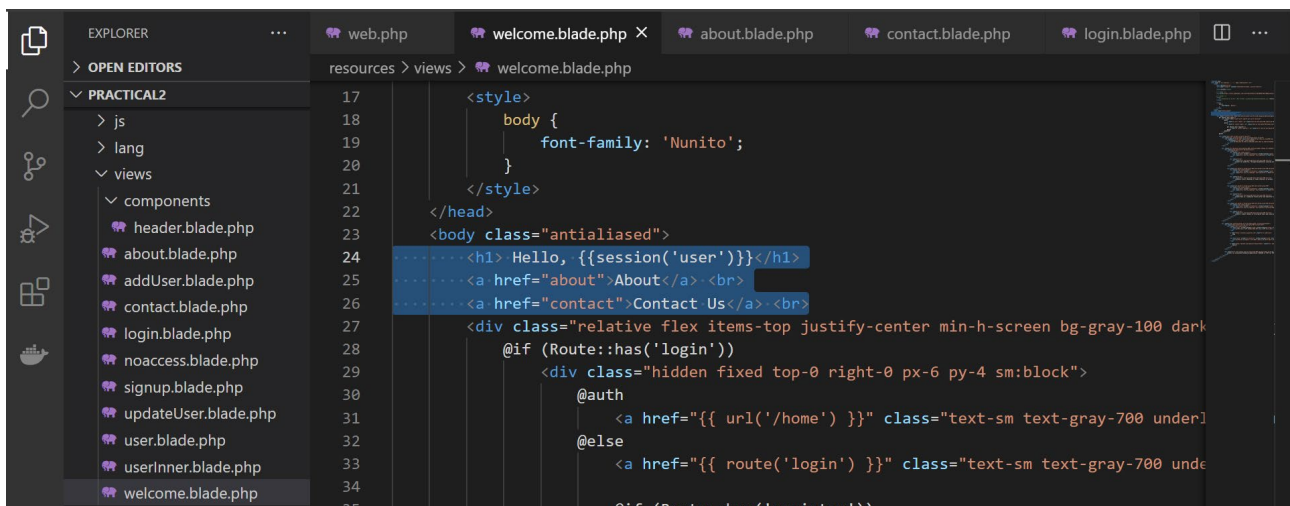 EXPLORER ...
web.php welcome.blade.php about.blade.php contact.blade.php login.blade.php ...
> OPEN EDITORS
resources > views > welcome.blade.php
PRACTICAL2
> js
> lang
views
components
header.blade.php
about.blade.php
addUser.blade.php
contact.blade.php
login.blade.php
noaccess.blade.php
signup.blade.php
updateUser.blade.php
user.blade.php
userInner.blade.php
welcome.blade.php
17 <style>
18 body {
19 font-family: 'Nunito';
20 }
21 </style>
22 </head>
23 <body class="antialiased">
24 <h1> Hello, {{session('user')}}</h1>
25 <a href="about">About</a> <br>
26 <a href="contact">Contact Us</a> <br>
27 <div class="relative flex items-top justify-center min-h-screen bg-gray-100 dark
28 @if (Route::has('login'))
29 <div class="hidden fixed top-0 right-0 px-6 py-4 sm:block">
30 @auth
31 <a href="{{ url('/home') }}" class="text-sm text-gray-700 underl
32 @else
33 <a href="{{ route('login') }}" class="text-sm text-gray-700 unde
34